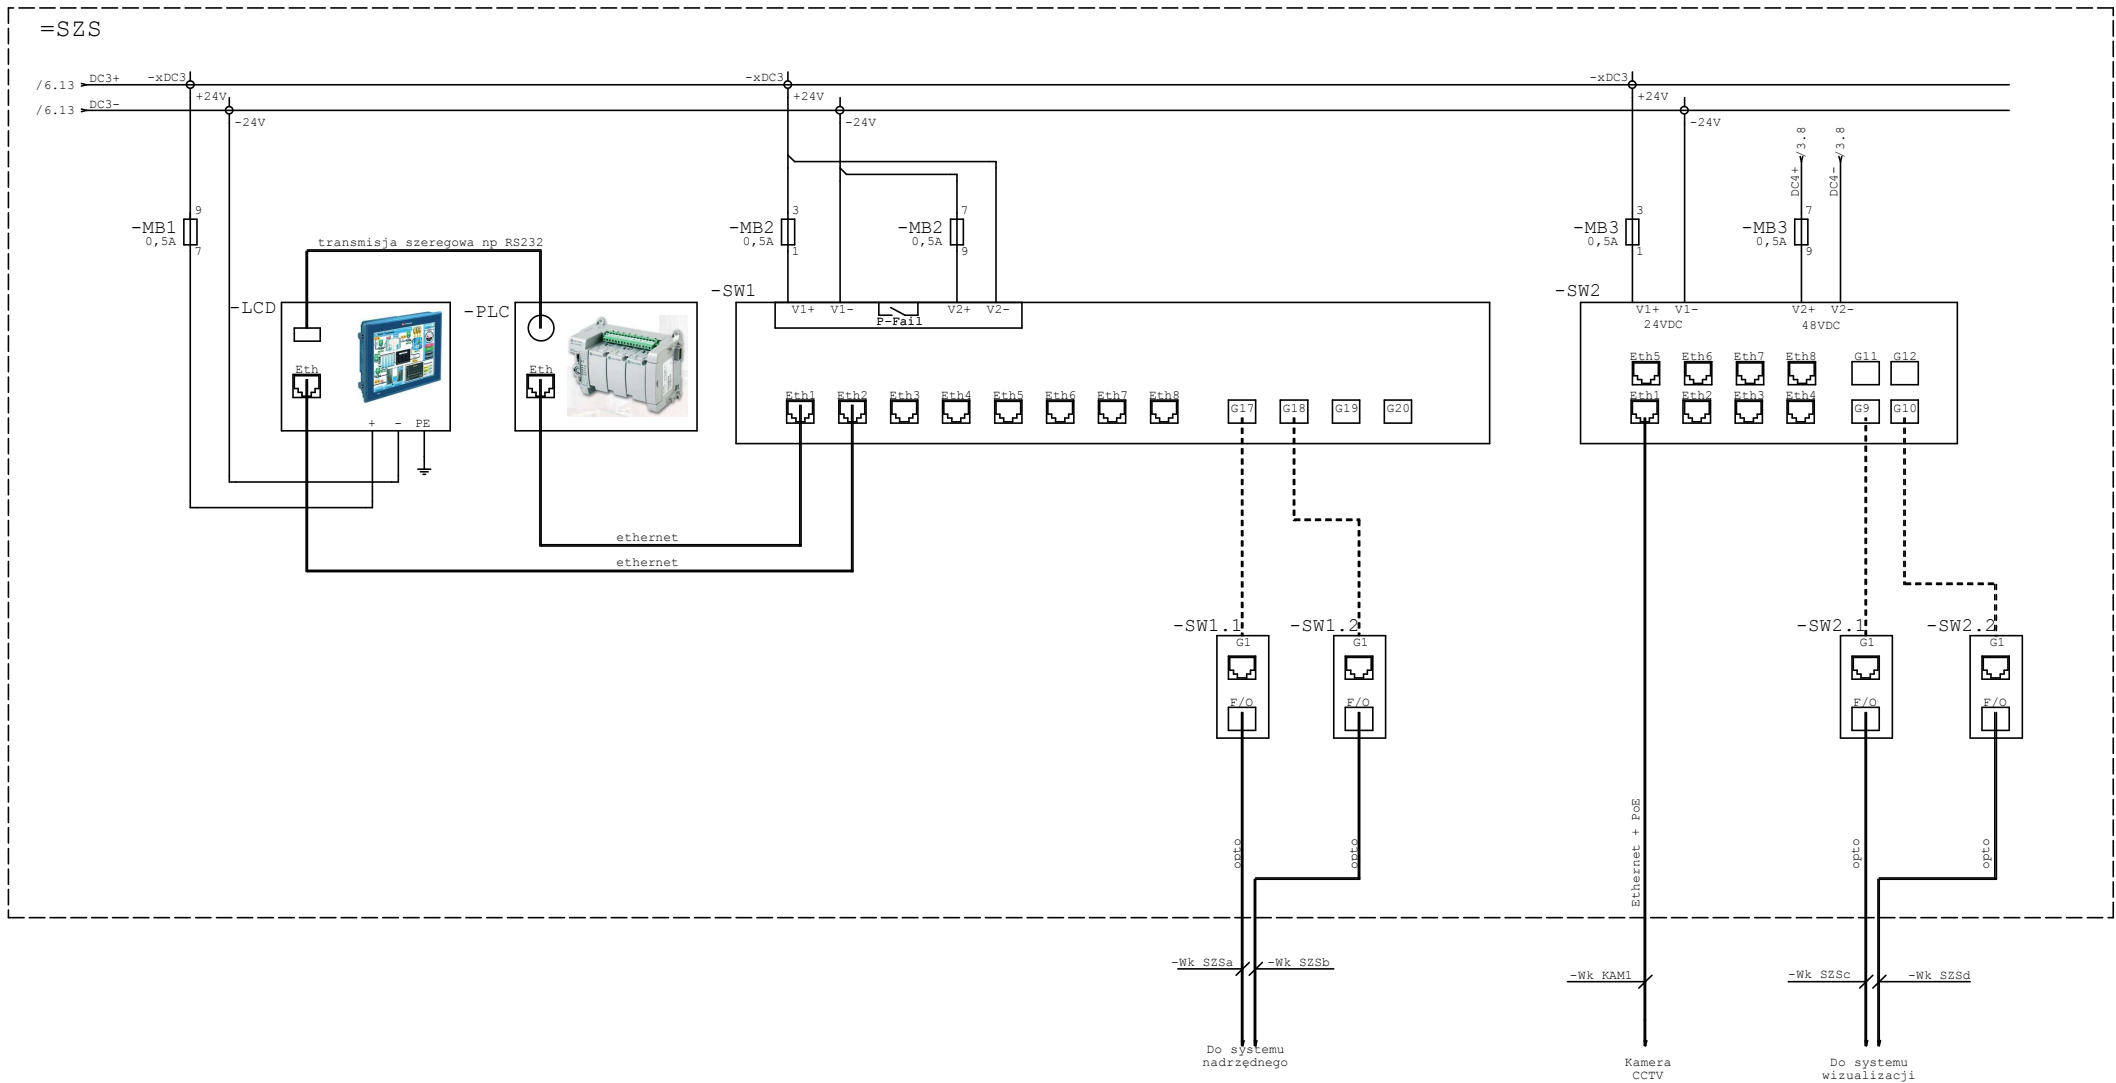 =SZS
/6.13 DC3+ -xDC3 -xDC3 -xDC3
+24V +24V +24V
/6.13 DC3-
-24V -24V -24V
/3.8 /3.8
DC4+ DC4-
9 3 7 3 7
-MB1 -MB2 -MB2 -MB3 -MB3
0,5A 0,5A 0,5A 0,5A 0,5A
7 1 9 1 9
transmisja szeregowa np RS232
-LCD -PLC -SW1 -SW2
V1+ V1- P-Fail V2+ V2-
V1+ V1- V2+ V2-
24VDC 48VDC
Eth5 Eth6 Eth7 Eth8 G11 G12
Eth Eth
Eth1 Eth2 Eth3 Eth4 Eth5 Eth6 Eth7 Eth8 G17 G18 G19 G20
Eth1 Eth2 Eth3 Eth4 G9 G10
+ - PE
ethernet
ethernet
-SW1.1 -SW1.2 -SW2.1 -SW2.2
G1 G1 G1 G1
F/O F/O F/O F/O
opto opto Ethernet + PoE opto opto
-Wk SZSa -Wk SZSb
-Wk KAM1 -Wk SZSc -Wk SZSd
Do systemu
nadrzędnego
Kamera
CCTV
Do systemu
wizualizacji